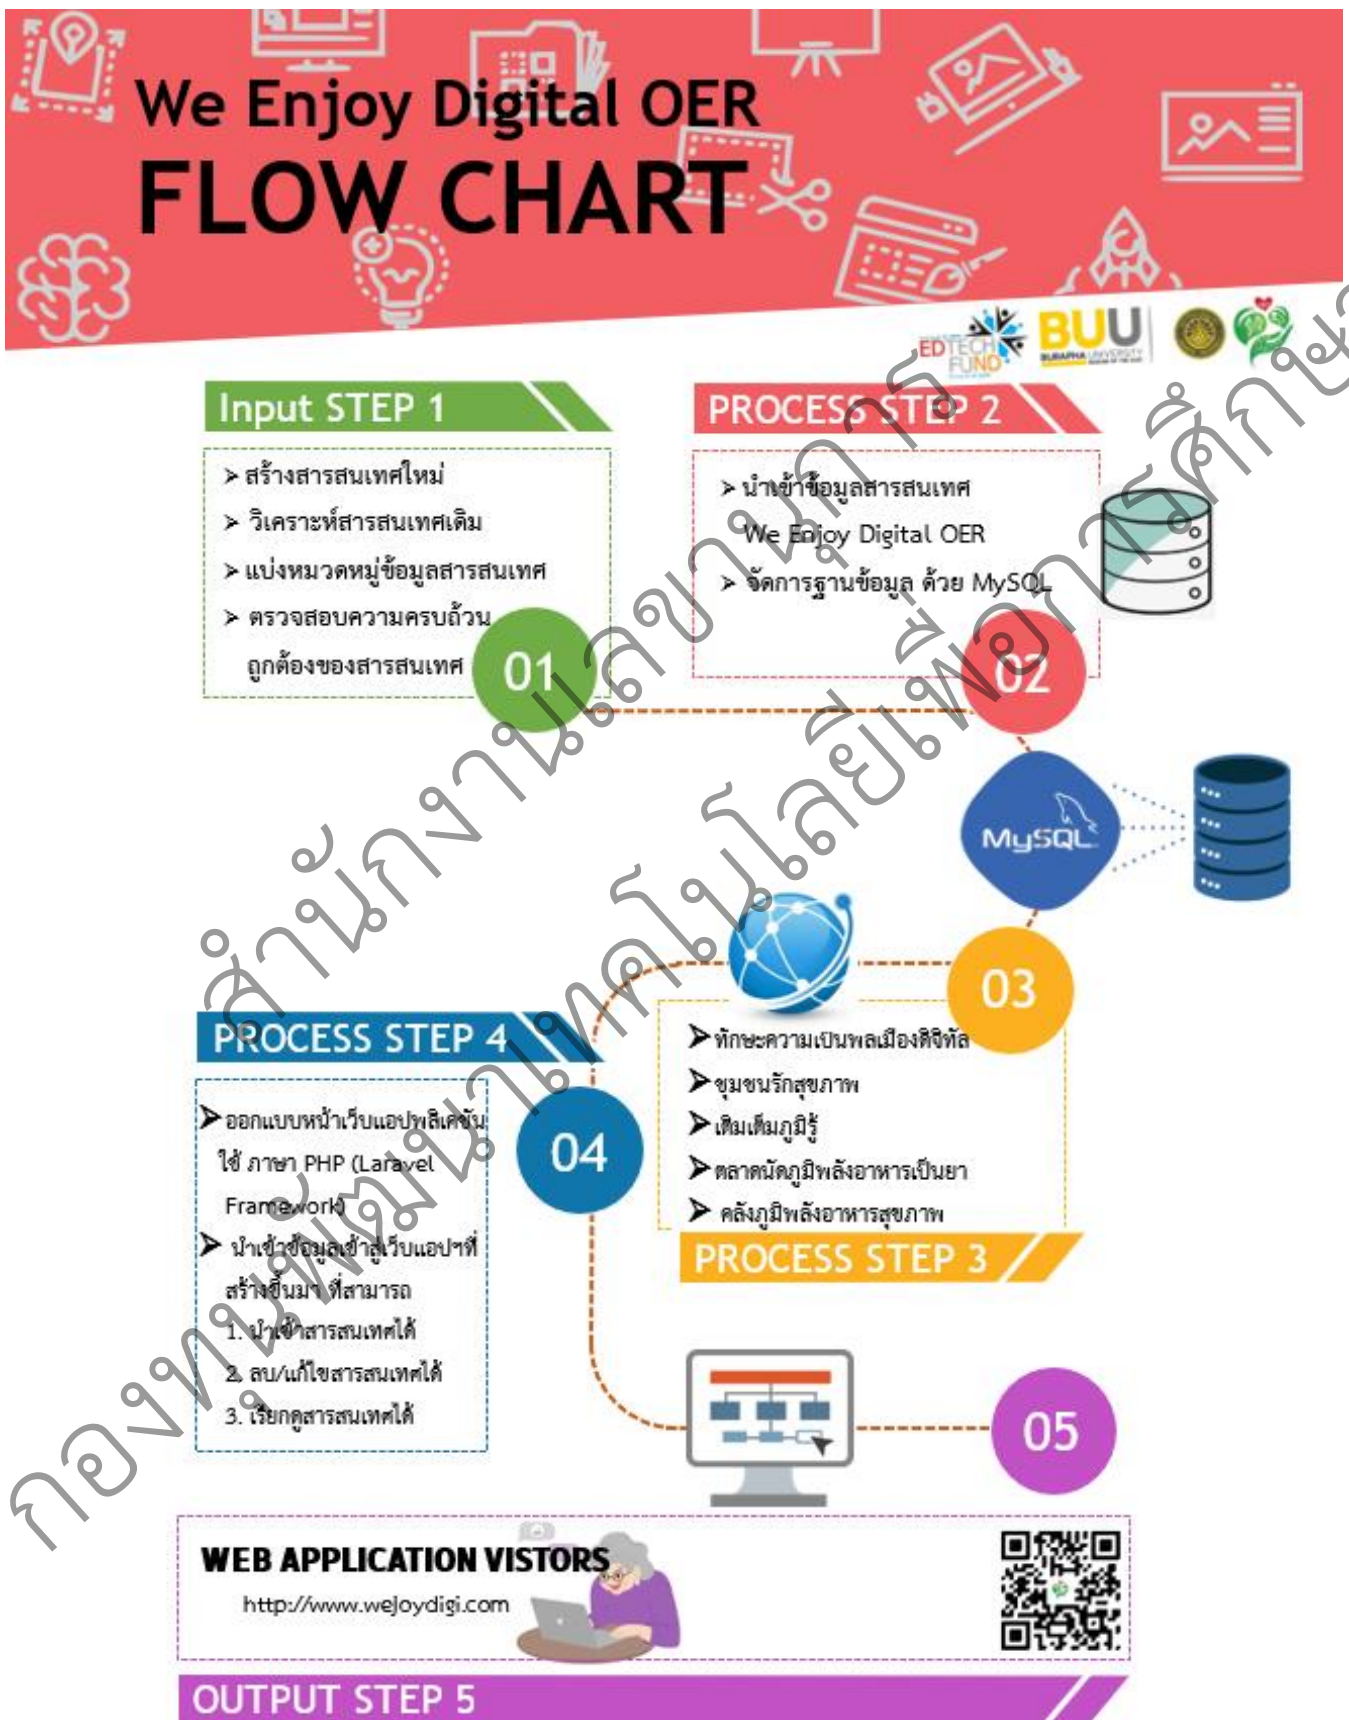 We Enjoy Digital OER
FLOW CHART
EDTECH
FUND
BUU
BURAPHA UNIVERSITY
Input STEP 1
➢ สร้างสารสนเทศใหม่
➢ วิเคราะห์สารสนเทศเดิม
➢ แบ่งหมวดหมู่ข้อมูลสารสนเทศ
➢ ตรวจสอบความครบถ้วน
ถูกต้องของสารสนเทศ
01
PROCESS STEP 2
➢ นำเข้าข้อมูลสารสนเทศ
We Enjoy Digital OER
➢ จัดการฐานข้อมูล ด้วย MySQL
02
MySQL
03
➢ ทักษะความเป็นพลเมืองดิจิทัล
➢ ชุมชนรักสุขภาพ
➢ เติมเต็มภูมิรู้
➢ ตลาดนัดภูมิพลังอาหารเป็นยา
➢ คลังภูมิพลังอาหารสุขภาพ
PROCESS STEP 3
PROCESS STEP 4
➢ ออกแบบหน้าเว็บแอปพลิเคชัน
ใช้ ภาษา PHP (Laravel
Framework)
➢ นำเข้าข้อมูลเข้าสู่เว็บแอปฯที่
สร้างขึ้นมา ที่สามารถ
1. นำเข้าสารสนเทศได้
2. ลบ/แก้ไขสารสนเทศได้
3. เรียกดูสารสนเทศได้
04
05
WEB APPLICATION VISTORS
http://www.wejoydigi.com
OUTPUT STEP 5
สำนักงานเลขานุการ
กองทุนพัฒนาเทคโนโลยีเพื่อการศึกษา